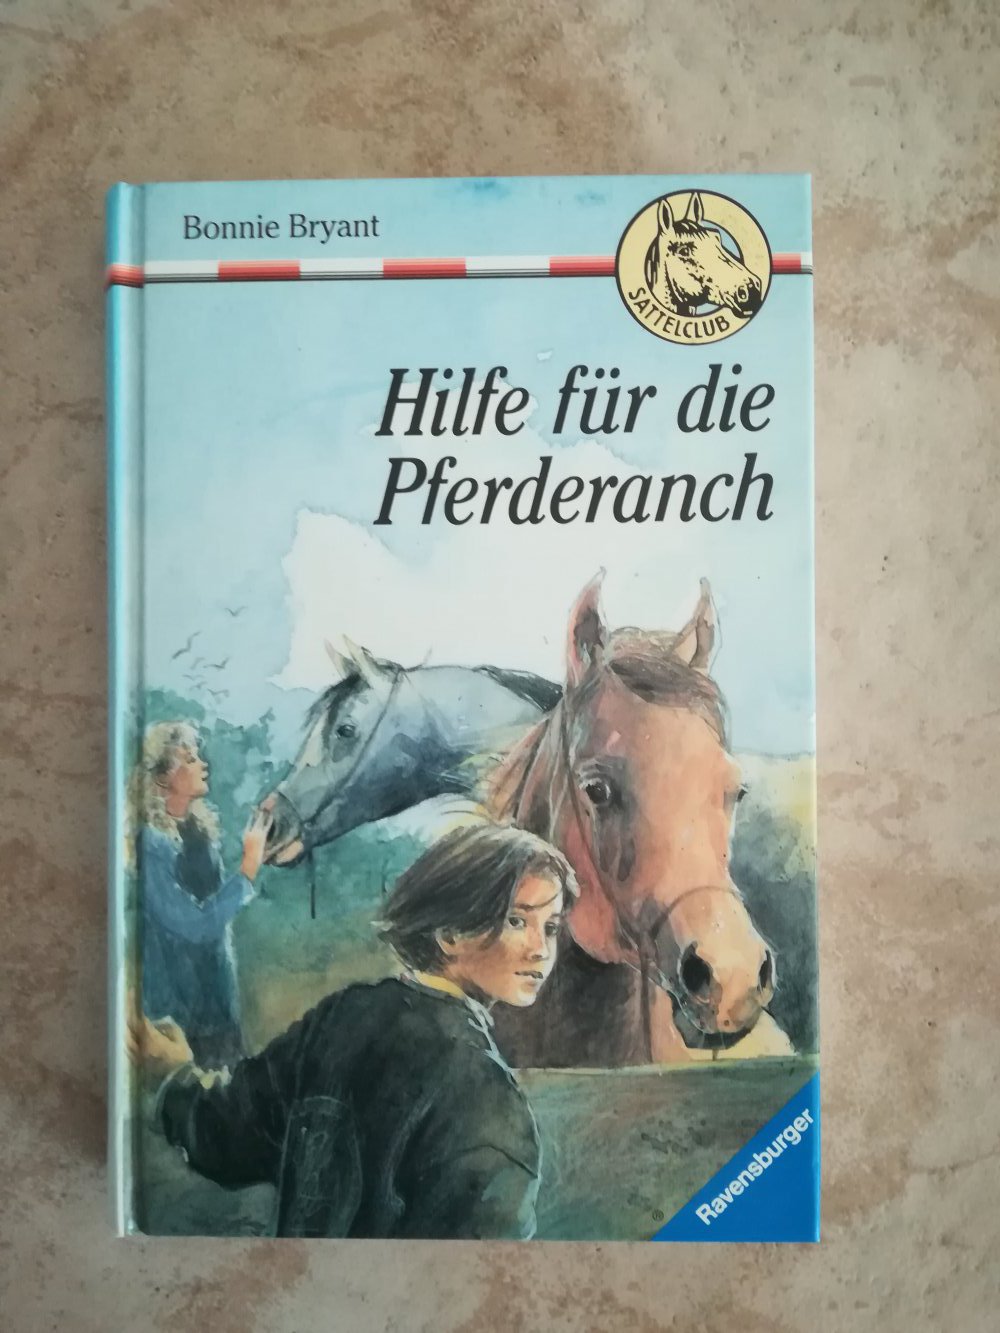 Bonnie Bryant
SATTELCLUB
Hilfe für die
Pferderanch
Ravensburger
®